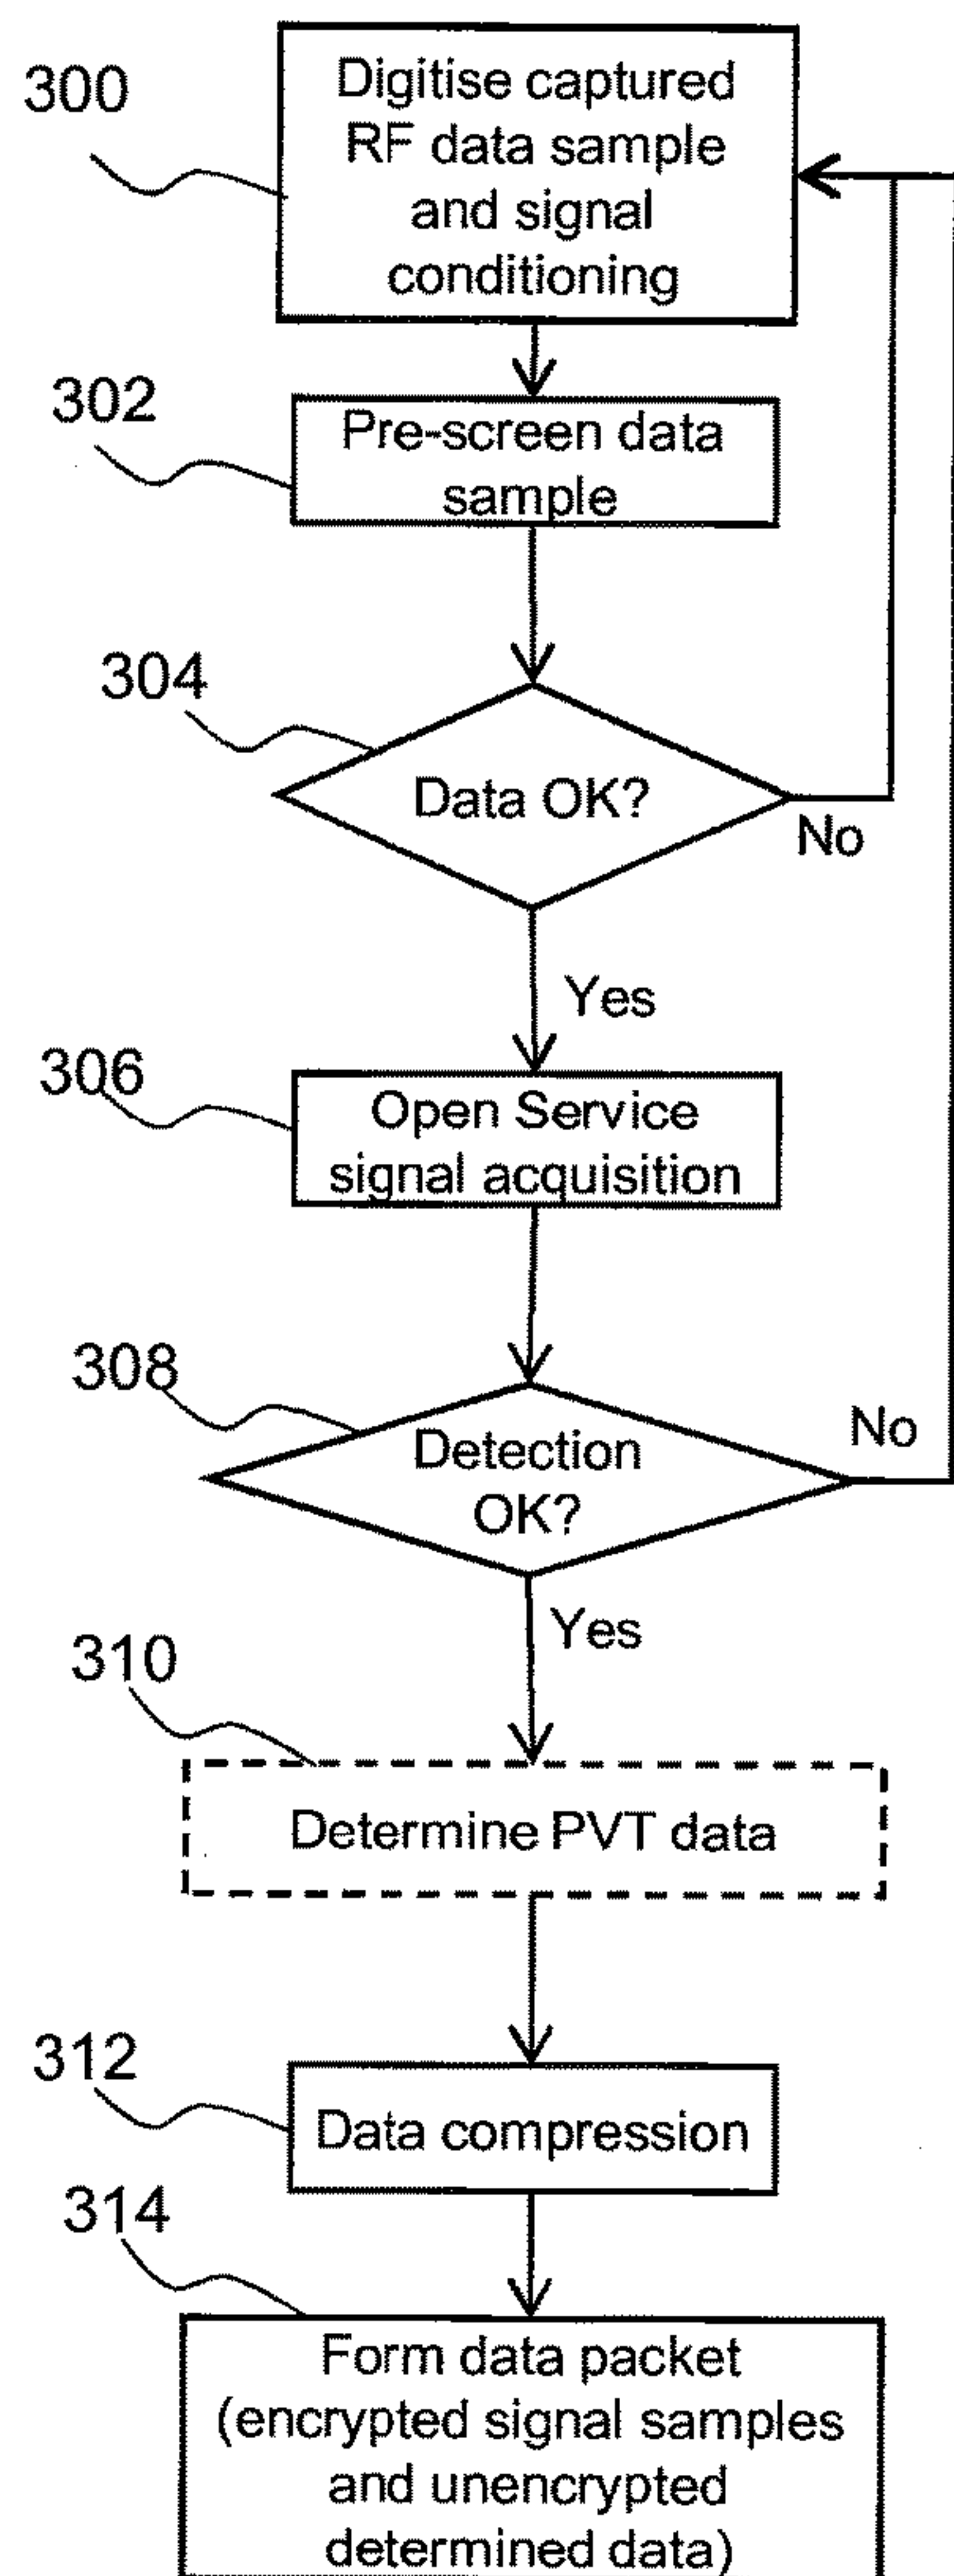 300
Digitise captured
RF data sample
and signal
conditioning
302
Pre-screen data
sample
304
Data OK?
No
Yes
306
Open Service
signal acquisition
308
Detection
OK?
No
Yes
310
Determine PVT data
312
Data compression
314
Form data packet
(encrypted signal samples
and unencrypted
determined data)